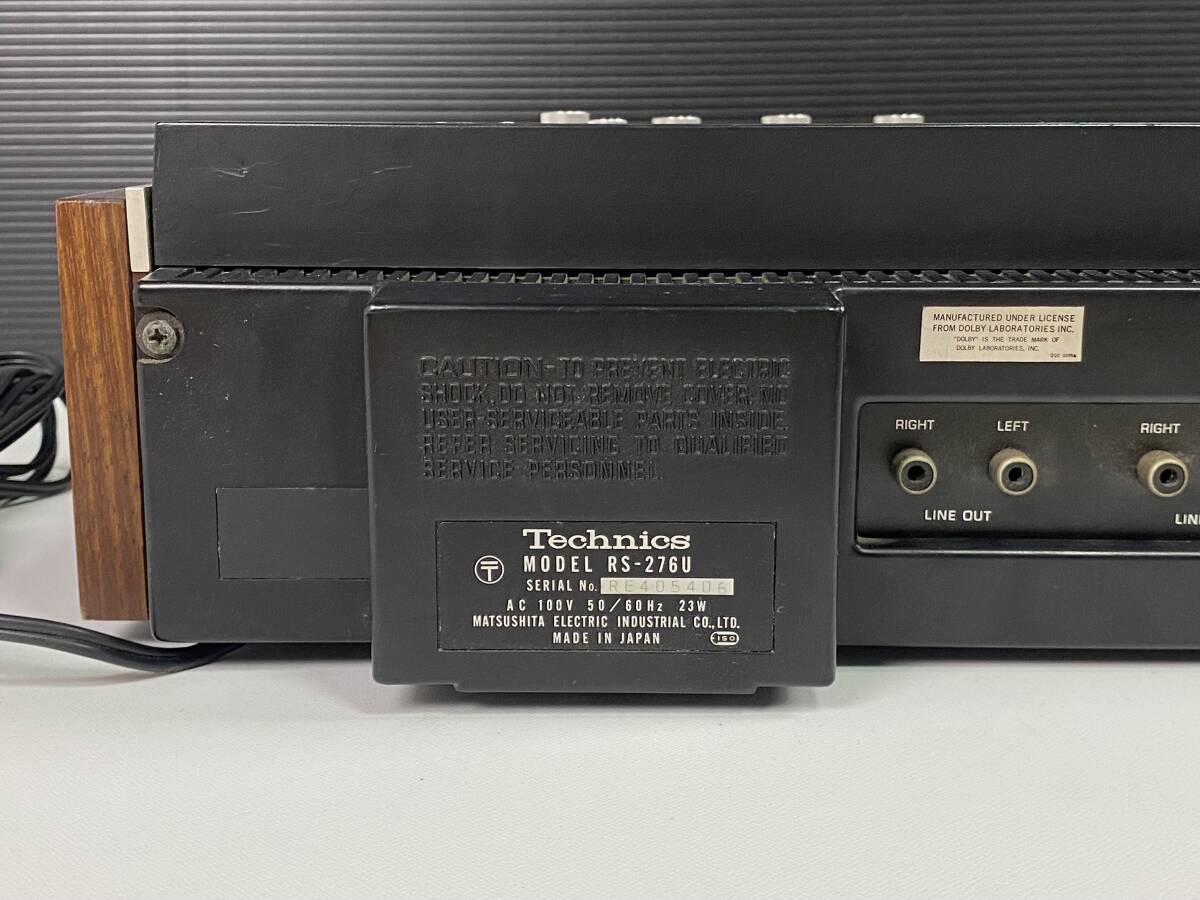 CAUTION-TO PREVENT ELECTRIC
SHOCK, DO NOT REMOVE COVER. NO
USER-SERVICEABLE PARTS INSIDE.
REFER SERVICING TO QUALIFIED
SERVICE PERSONNEL.
Technics
MODEL RS-276U
SERIAL No. RE405406
AC 100V 50/60Hz 23W
MATSUSHITA ELECTRIC INDUSTRIAL CO., LTD.
MADE IN JAPAN
ISO
MANUFACTURED UNDER LICENSE
FROM DOLBY LABORATORIES INC.
"DOLBY" IS THE TRADE MARK OF
DOLBY LABORATORIES, INC.
RIGHT LEFT RIGHT
LINE OUT